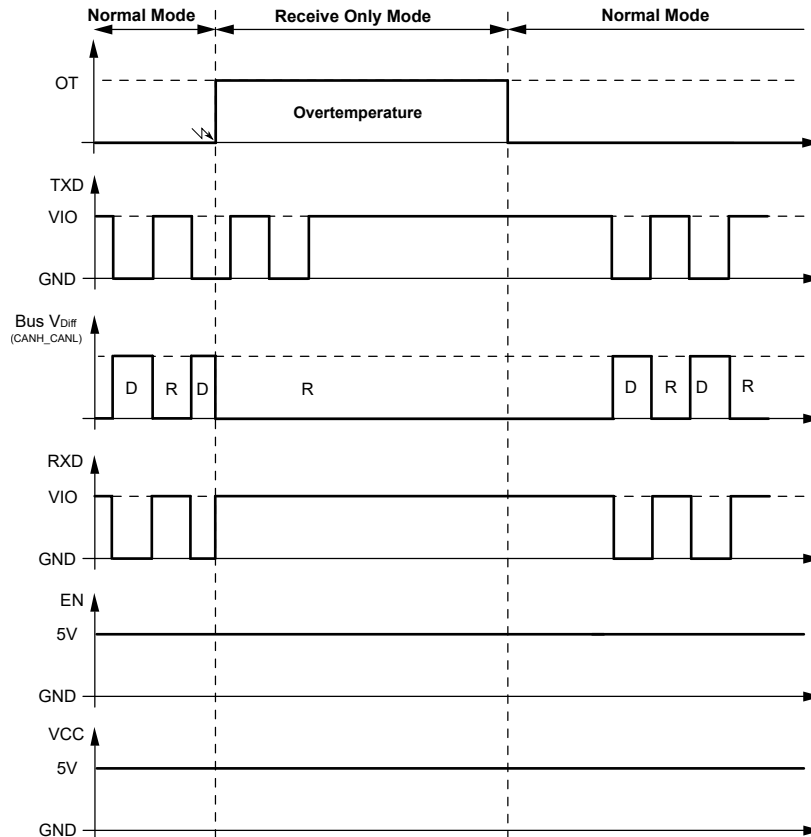 Normal Mode Receive Only Mode Normal Mode
OT
Overtemperature
TXD
VIO
GND
Bus VDiff
(CANH_CANL)
D R D R D R D R
RXD
VIO
GND
EN
5V
GND
VCC
5V
GND